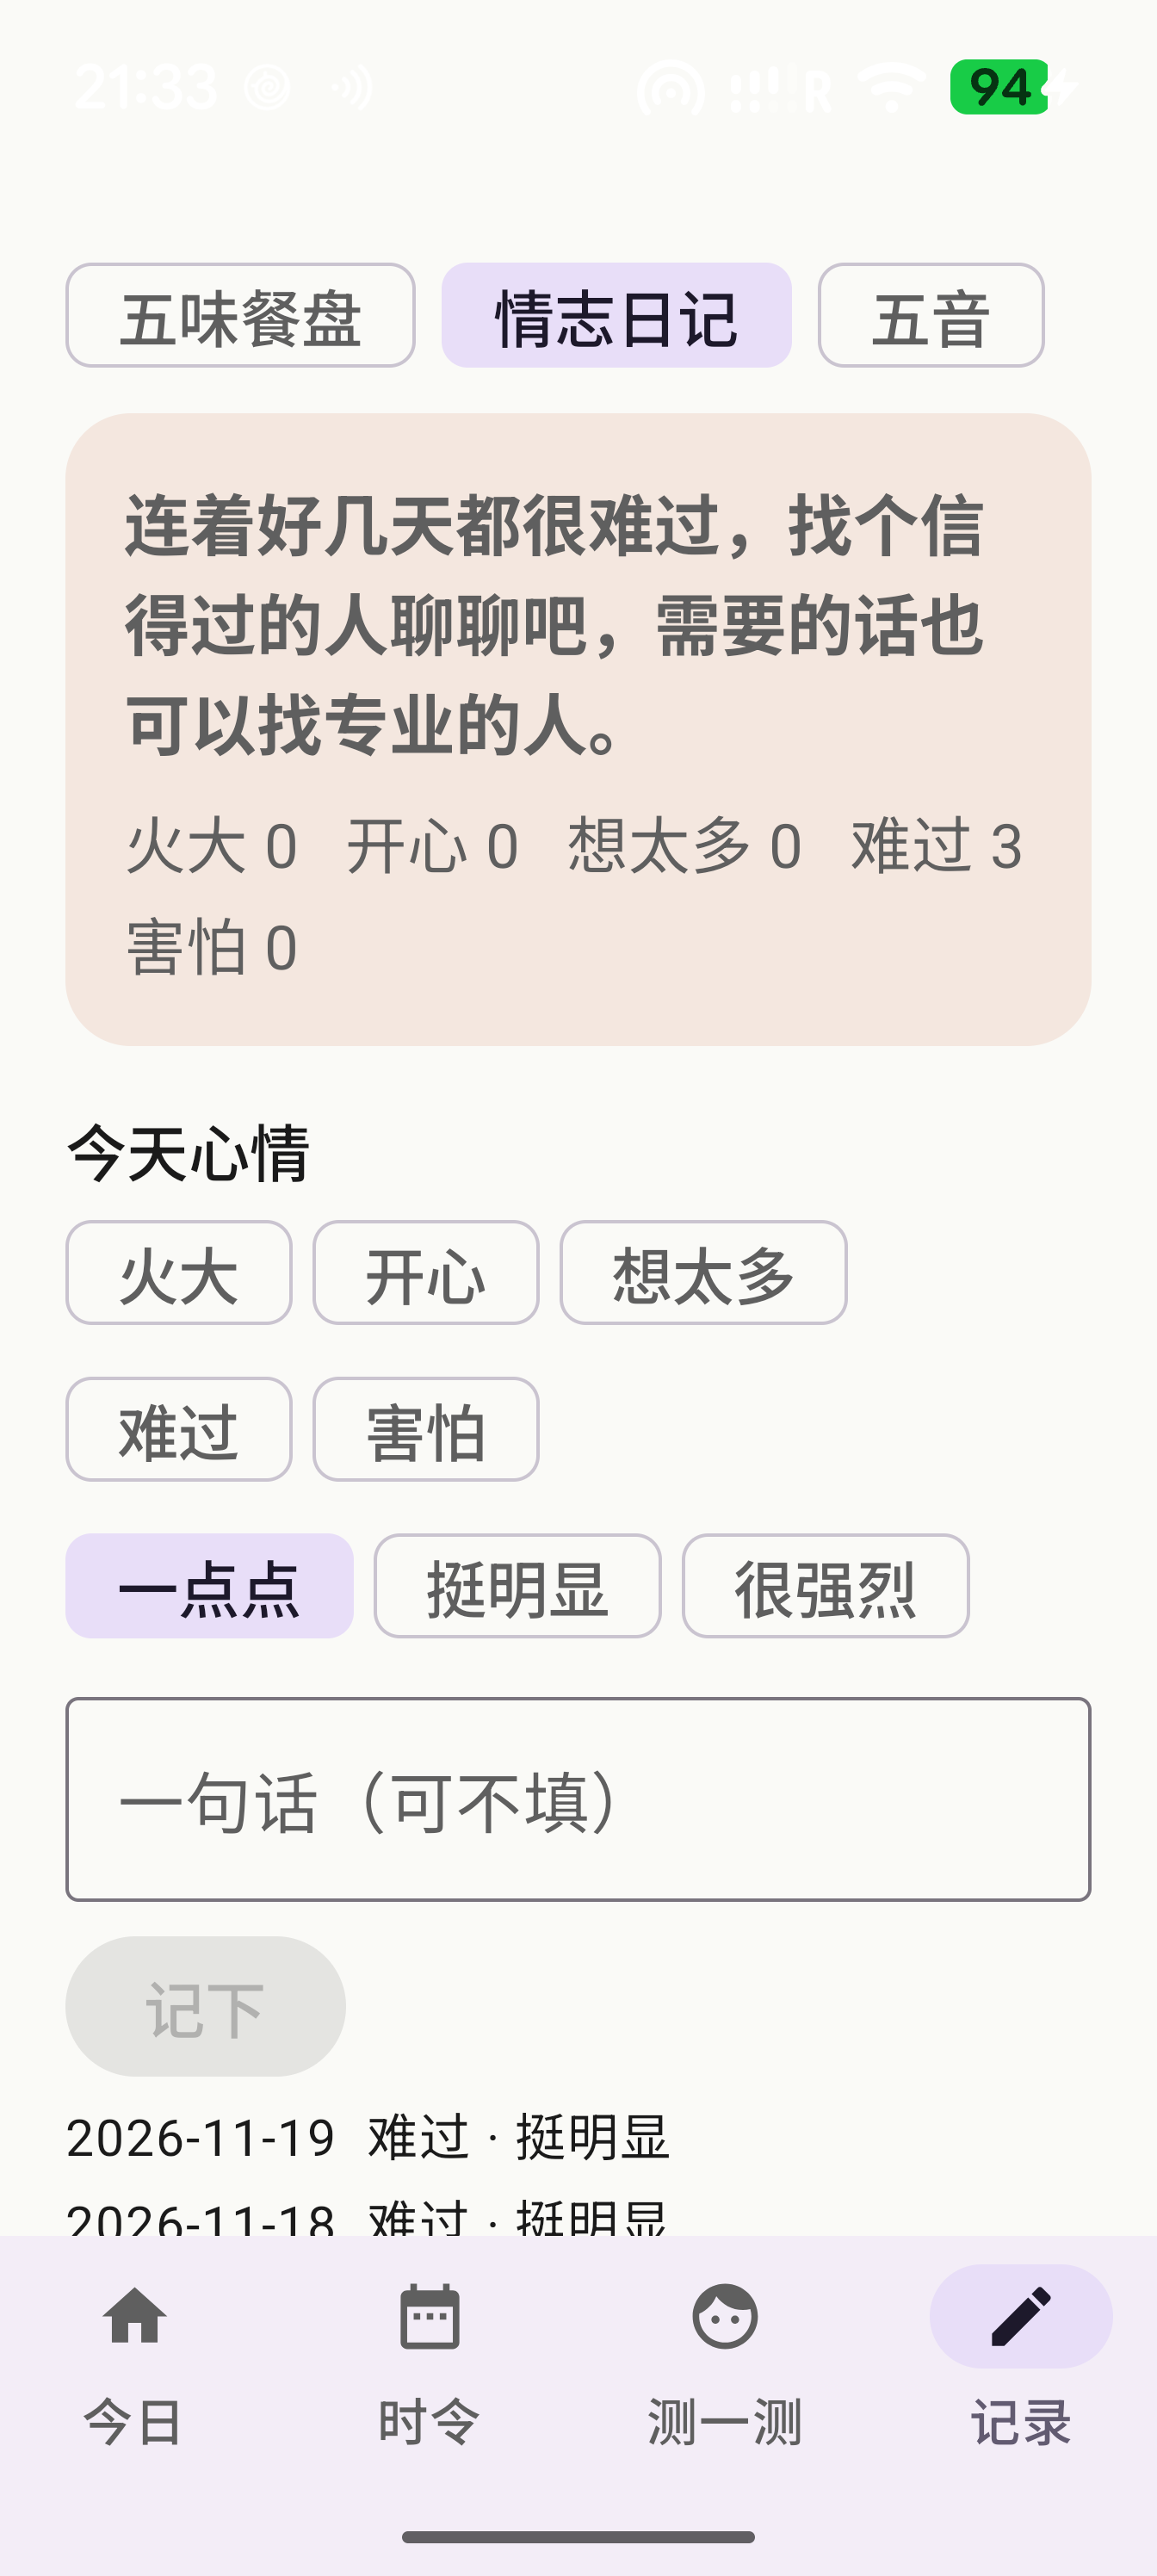 21:33 R 94
五味餐盘 情志日记 五音
连着好几天都很难过，找个信
得过的人聊聊吧，需要的话也
可以找专业的人。
火大 0 开心 0 想太多 0 难过 3
害怕 0
今天心情
火大 开心 想太多
难过 害怕
一点点 挺明显 很强烈
一句话（可不填）
记下
2026-11-19 难过 · 挺明显
2026-11-18 难过 · 挺明显
今日 时令 测一测 记录